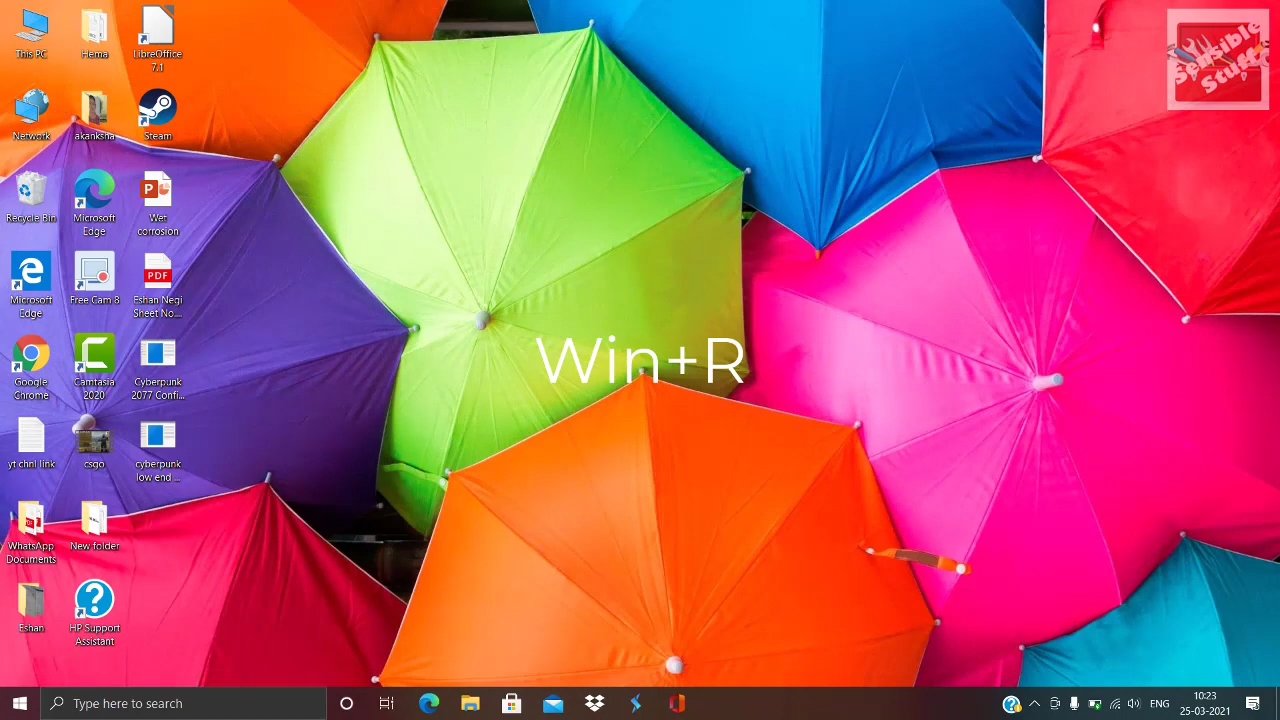 This PC
Hema
LibreOffice
7.1
Network
akanksha
Steam
Recycle Bin
Microsoft
Edge
P
Wet
corrosion
Microsoft
Edge
Free Cam 8
PDF
Eshan Negi
Sheet No....
Google
Chrome
Camtasia
2020
Cyberpunk
2077 Confi...
yt chnl link
csgo
cyberpunk
low end ...
WhatsApp
Documents
New folder
Eshan
HP Support
Assistant
Sensible
Stuff
Win+R
Type here to search
ENG
10:23
25-03-2021